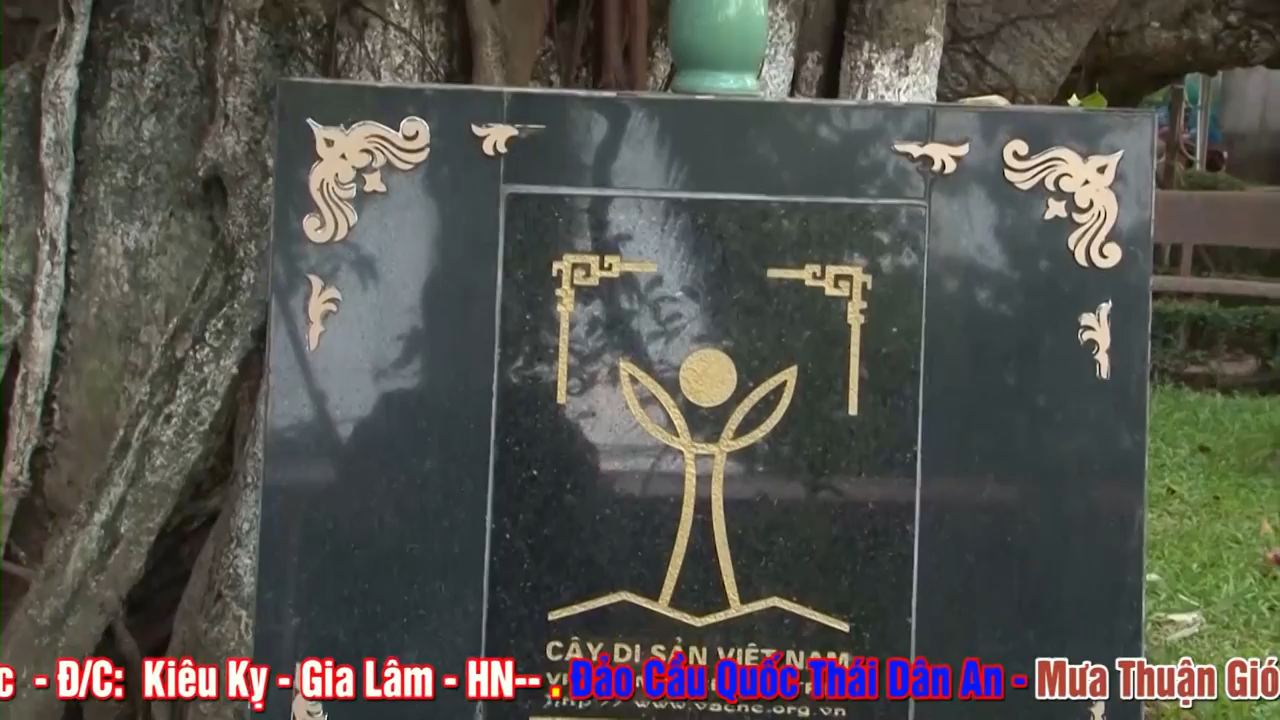 CÂY DI SẢN VIỆT NAM
c - Đ/C: Kiêu Kỵ - Gia Lâm - HN-- . Đảo Cầu Quốc Thái Dân An - Mưa Thuận Gió
http://www.vacne.org.vn